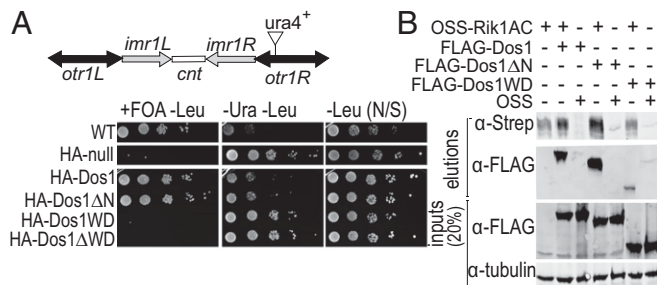 A
ura4+
imr1L
imr1R
otr1L
cnt
otr1R
+FOA -Leu
-Ura -Leu
-Leu (N/S)
WT
HA-null
HA-Dos1
HA-Dos1ΔN
HA-Dos1WD
HA-Dos1ΔWD
B
OSS-Rik1AC + + - + - + -
FLAG-Dos1 - + + - - - -
FLAG-Dos1ΔN - - - + + - -
FLAG-Dos1WD - - - - - + +
OSS - - + - + - +
elutions
α-Strep
α-FLAG
inputs (20%)
α-FLAG
α-tubulin